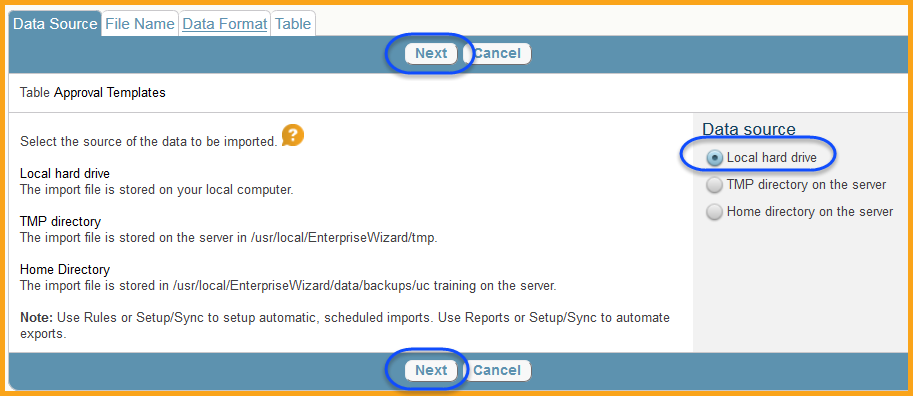 Data Source File Name Data Format Table
Next Cancel
Table Approval Templates
Select the source of the data to be imported. ?
Local hard drive
The import file is stored on your local computer.
TMP directory
The import file is stored on the server in /usr/local/EnterpriseWizard/tmp.
Home Directory
The import file is stored in /usr/local/EnterpriseWizard/data/backups/uc training on the server.
Note: Use Rules or Setup/Sync to setup automatic, scheduled imports. Use Reports or Setup/Sync to automate
exports.
Data source
Local hard drive
TMP directory on the server
Home directory on the server
Next Cancel